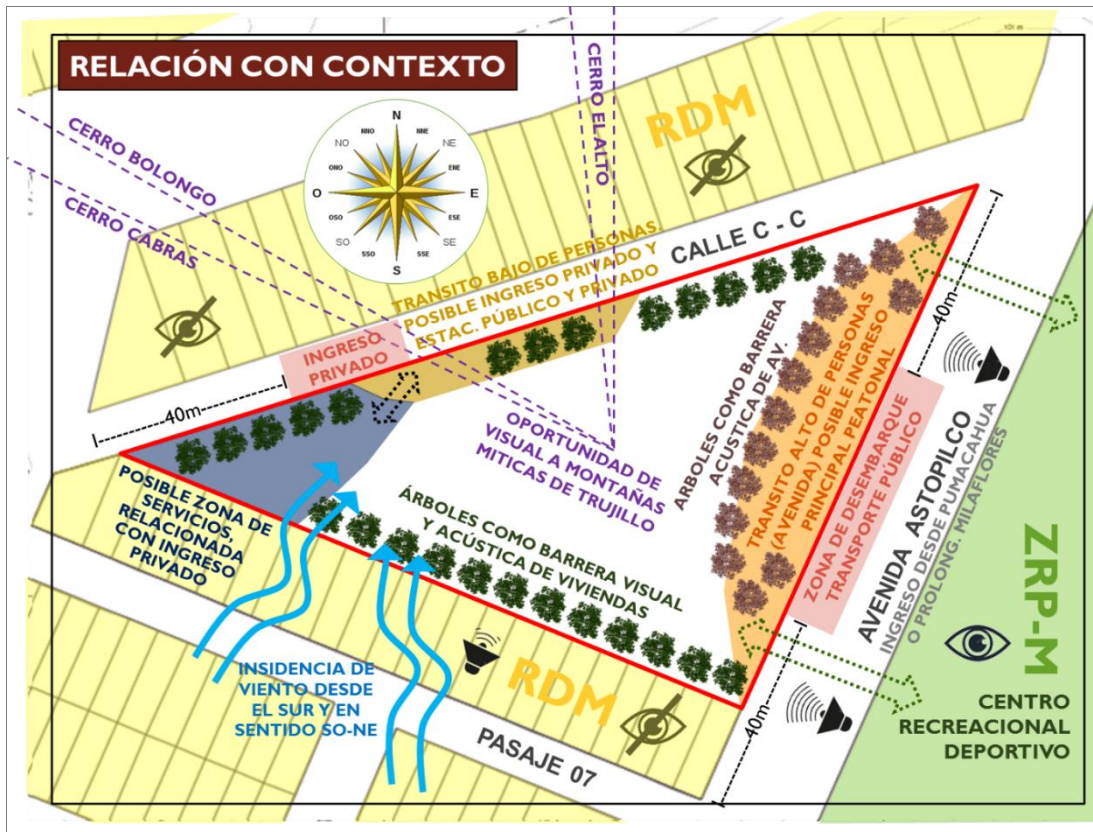 RELACIÓN CON CONTEXTO
CERRO BOLONGO
CERRO CABRAS
CERRO EL ALTO
N
NNO
NNE
NO
NE
ONO
ENE
O
E
OSO
ESE
SO
SE
SSO
SSE
S
RDM
CALLE C - C
TRANSITO BAJO DE PERSONAS.
POSIBLE INGRESO PRIVADO Y
ESTAC. PÚBLICO Y PRIVADO
INGRESO
PRIVADO
40m
40m
OPORTUNIDAD DE
VISUAL A MONTAÑAS
MITICAS DE TRUJILLO
ÁRBOLES COMO BARRERA
ACUSTICA DE AV.
TRANSITO ALTO DE PERSONAS
(AVENIDA) POSIBLE INGRESO
PRINCIPAL PEATONAL
ZONA DE DESEMBARQUE
TRANSPORTE PÚBLICO
AVENIDA ASTOPILCO
INGRESO DESDE PUMACAHUA
O PROLONG. MILAFLORES
ZRP-M
CENTRO
RECREACIONAL
DEPORTIVO
POSIBLE ZONA DE
SERVICIOS,
RELACIONADA
CON INGRESO
PRIVADO
ÁRBOLES COMO BARRERA VISUAL
Y ACÚSTICA DE VIVIENDAS
INSIDENCIA DE
VIENTO DESDE
EL SUR Y EN
SENTIDO SO-NE
RDM
PASAJE 07
40m